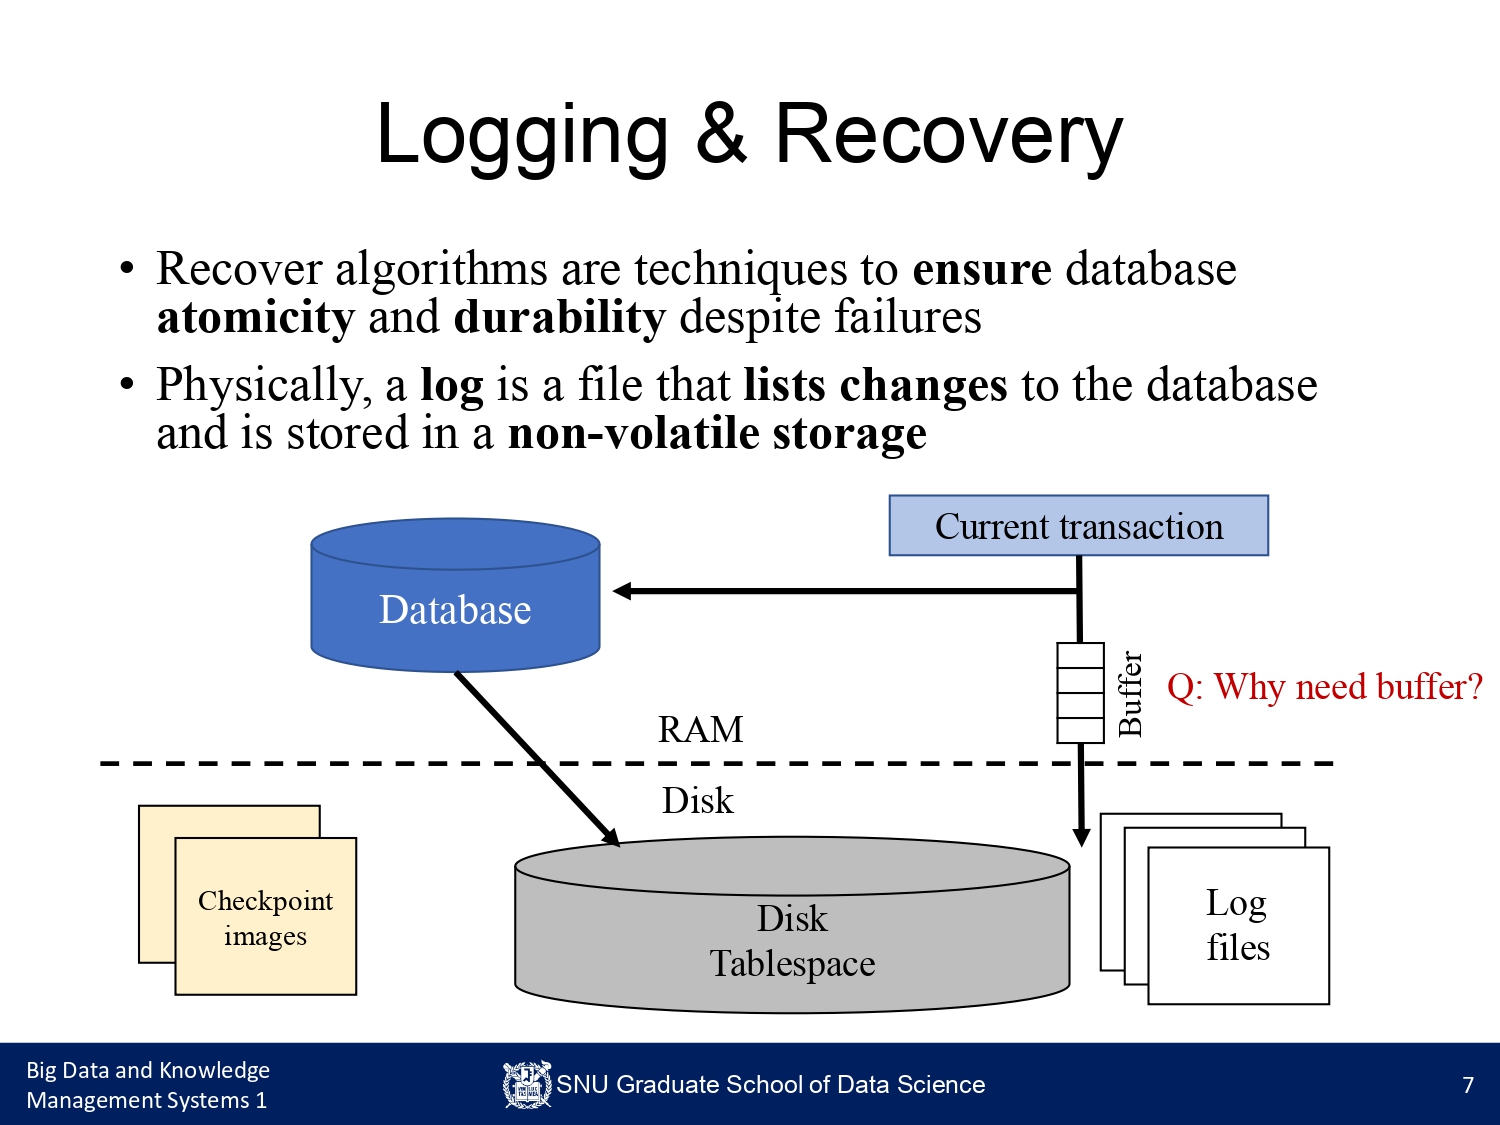 Logging & Recovery
• Recover algorithms are techniques to ensure database
atomicity and durability despite failures
• Physically, a log is a file that lists changes to the database
and is stored in a non-volatile storage
Current transaction
Database
Buffer
Q: Why need buffer?
RAM
Disk
Checkpoint
images
Disk
Tablespace
Log
files
Big Data and Knowledge
Management Systems 1
SNU Graduate School of Data Science
7